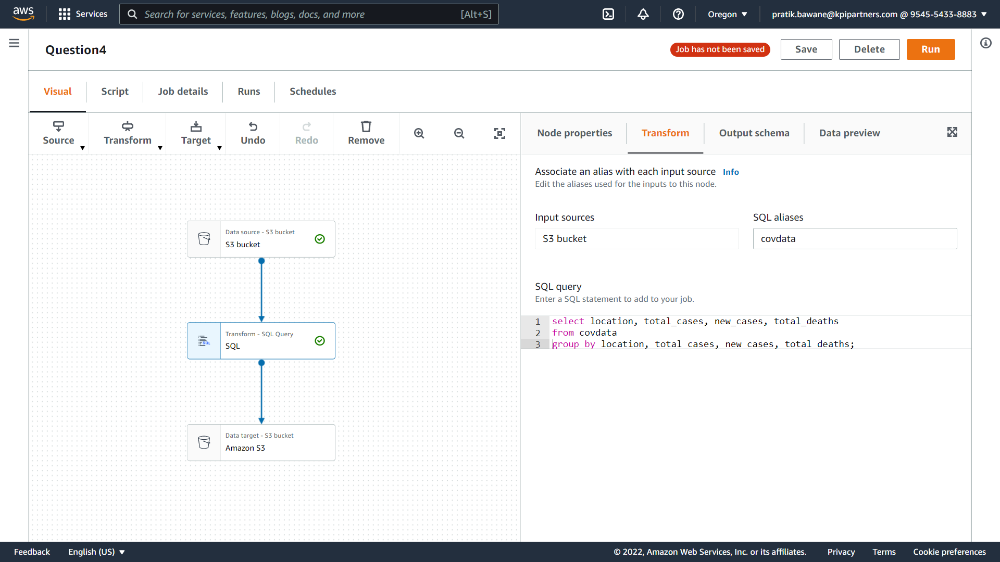 aws
Services
Search for services, features, blogs, docs, and more [Alt+S]
Oregon
pratik.bawane@kpipartners.com @ 9545-5433-8883
Question4
Job has not been saved
Save
Delete
Run
Visual
Script
Job details
Runs
Schedules
Source
Transform
Target
Undo
Redo
Remove
Node properties
Transform
Output schema
Data preview
Data source - S3 bucket
S3 bucket
Transform - SQL Query
SQL
SQL
Data target - S3 bucket
Amazon S3
Associate an alias with each input source Info
Edit the aliases used for the inputs to this node.
Input sources
SQL aliases
S3 bucket
covdata
SQL query
Enter a SQL statement to add to your job.
1 select location, total_cases, new_cases, total_deaths
2 from covdata
3 group by location, total_cases, new_cases, total_deaths;
Feedback
English (US)
© 2022, Amazon Web Services, Inc. or its affiliates.
Privacy
Terms
Cookie preferences